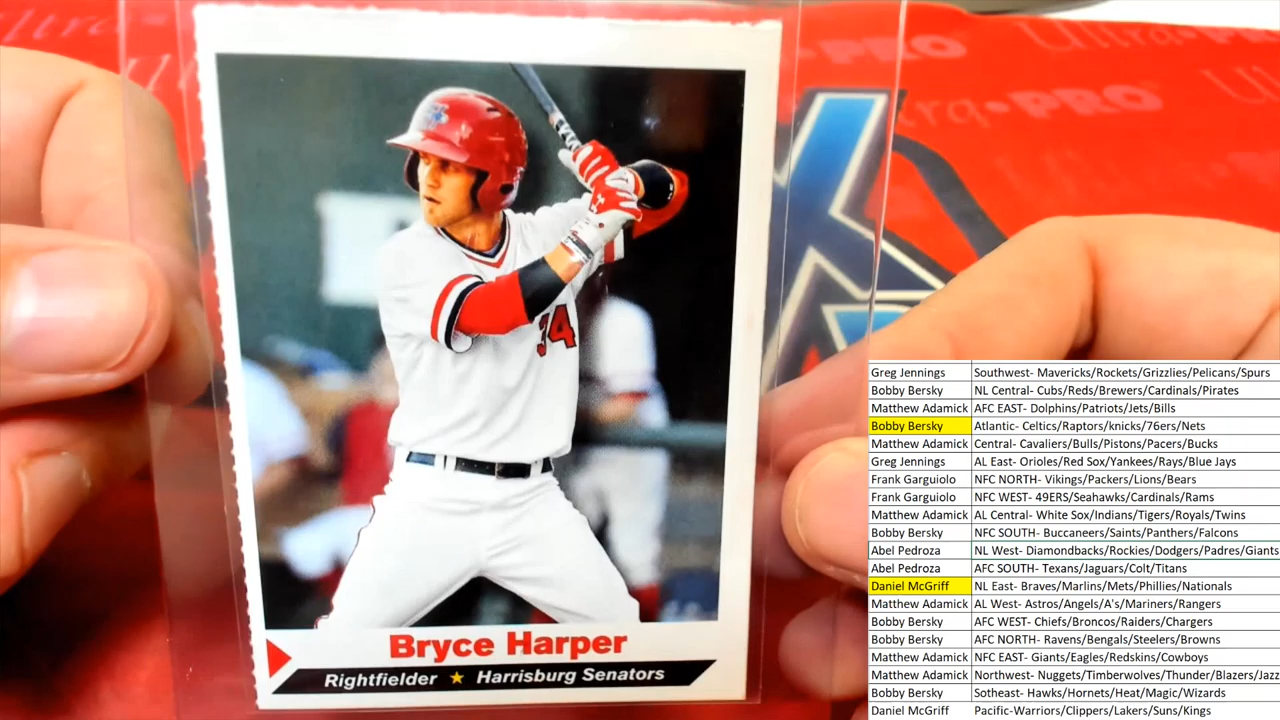 Ultra•PRO
Ultra•PRO
34
Bryce Harper
Rightfielder ★ Harrisburg Senators
Greg Jennings Southwest- Mavericks/Rockets/Grizzlies/Pelicans/Spurs
Bobby Bersky NL Central- Cubs/Reds/Brewers/Cardinals/Pirates
Matthew Adamick AFC EAST- Dolphins/Patriots/Jets/Bills
Bobby Bersky Atlantic- Celtics/Raptors/knicks/76ers/Nets
Matthew Adamick Central- Cavaliers/Bulls/Pistons/Pacers/Bucks
Greg Jennings AL East- Orioles/Red Sox/Yankees/Rays/Blue Jays
Frank Garguiolo NFC NORTH- Vikings/Packers/Lions/Bears
Frank Garguiolo NFC WEST- 49ERS/Seahawks/Cardinals/Rams
Matthew Adamick AL Central- White Sox/Indians/Tigers/Royals/Twins
Bobby Bersky NFC SOUTH- Buccaneers/Saints/Panthers/Falcons
Abel Pedroza NL West- Diamondbacks/Rockies/Dodgers/Padres/Giants
Abel Pedroza AFC SOUTH- Texans/Jaguars/Colt/Titans
Daniel McGriff NL East- Braves/Marlins/Mets/Phillies/Nationals
Matthew Adamick AL West- Astros/Angels/A's/Mariners/Rangers
Bobby Bersky AFC WEST- Chiefs/Broncos/Raiders/Chargers
Bobby Bersky AFC NORTH- Ravens/Bengals/Steelers/Browns
Matthew Adamick NFC EAST- Giants/Eagles/Redskins/Cowboys
Matthew Adamick Northwest- Nuggets/Timberwolves/Thunder/Blazers/Jazz
Bobby Bersky Sotheast- Hawks/Hornets/Heat/Magic/Wizards
Daniel McGriff Pacific-Warriors/Clippers/Lakers/Suns/Kings